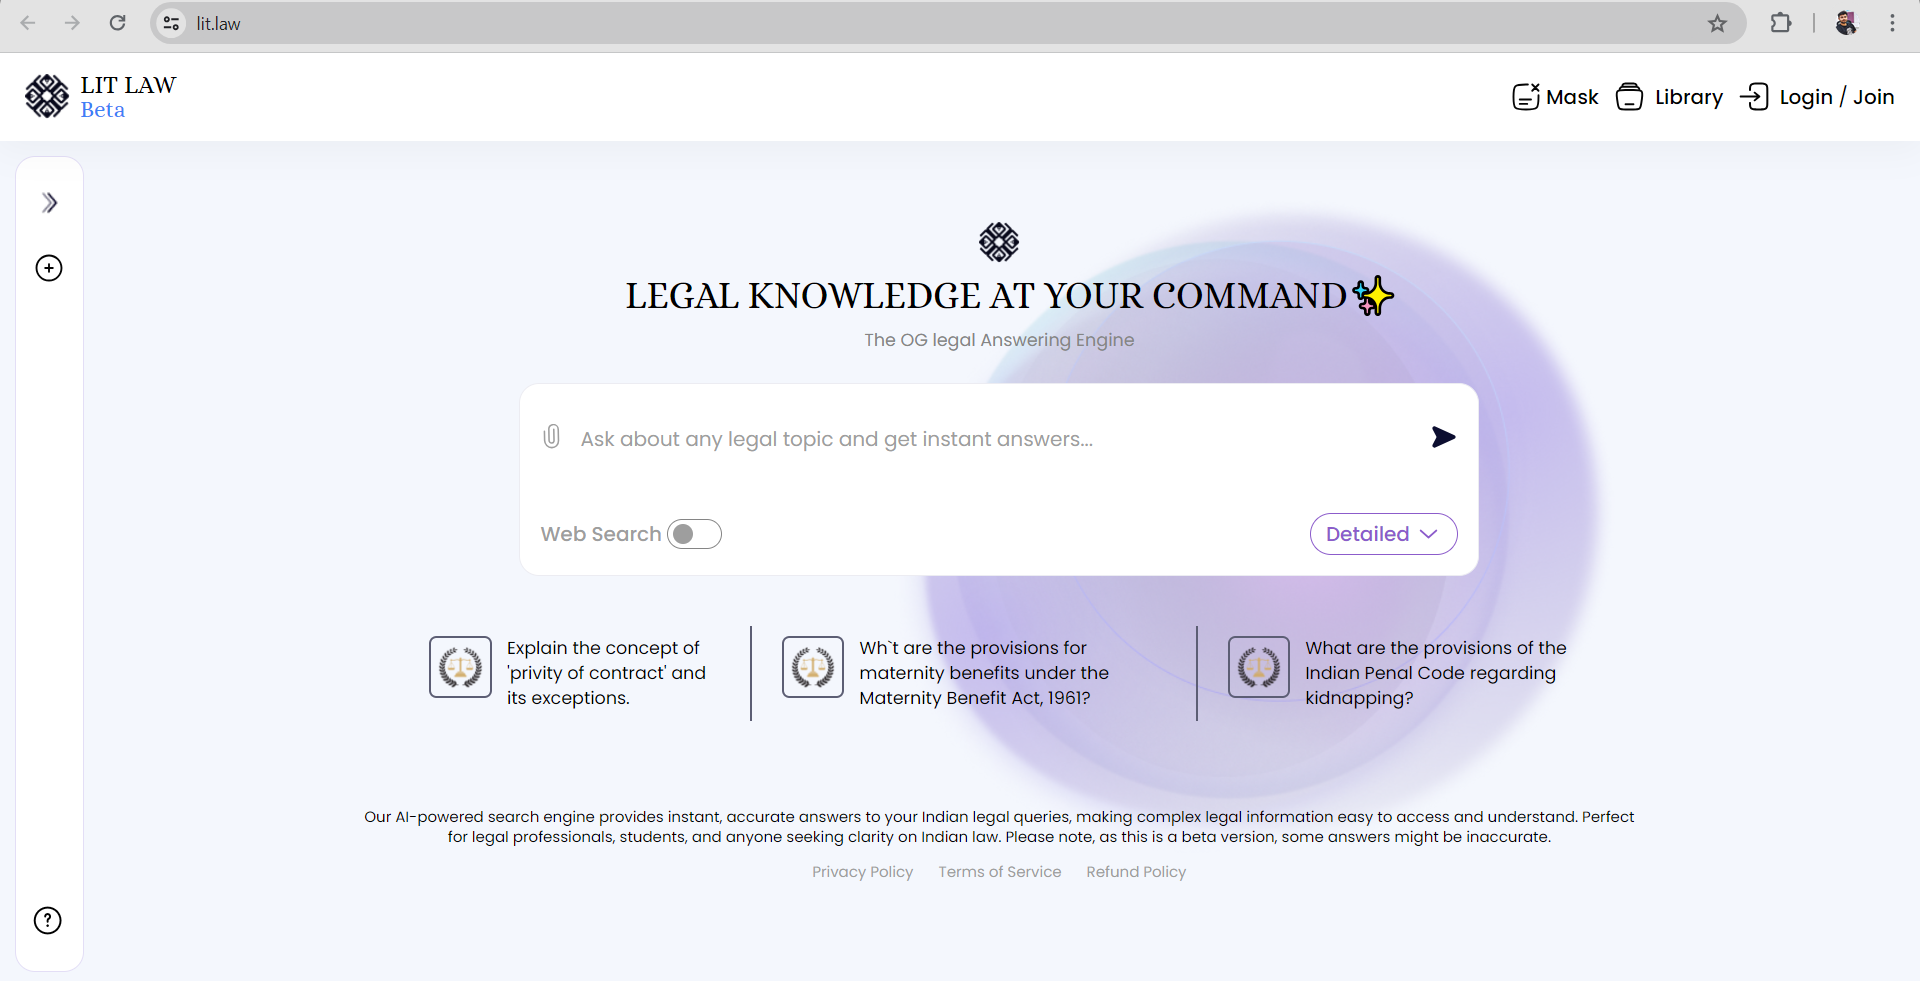 lit.law
LIT LAW
Beta
Mask
Library
Login / Join
LEGAL KNOWLEDGE AT YOUR COMMAND
The OG legal Answering Engine
Ask about any legal topic and get instant answers...
Web Search
Detailed
Explain the concept of
'privity of contract' and
its exceptions.
Wh`t are the provisions for
maternity benefits under the
Maternity Benefit Act, 1961?
What are the provisions of the
Indian Penal Code regarding
kidnapping?
Our AI-powered search engine provides instant, accurate answers to your Indian legal queries, making complex legal information easy to access and understand. Perfect
for legal professionals, students, and anyone seeking clarity on Indian law. Please note, as this is a beta version, some answers might be inaccurate.
Privacy Policy Terms of Service Refund Policy